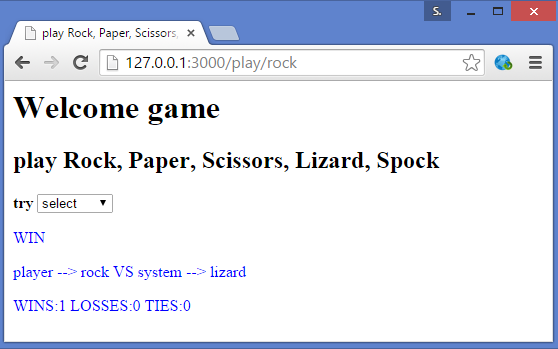 S.
play Rock, Paper, Scissors,
127.0.0.1:3000/play/rock
Welcome game
play Rock, Paper, Scissors, Lizard, Spock
try select
WIN
player --> rock VS system --> lizard
WINS:1 LOSSES:0 TIES:0